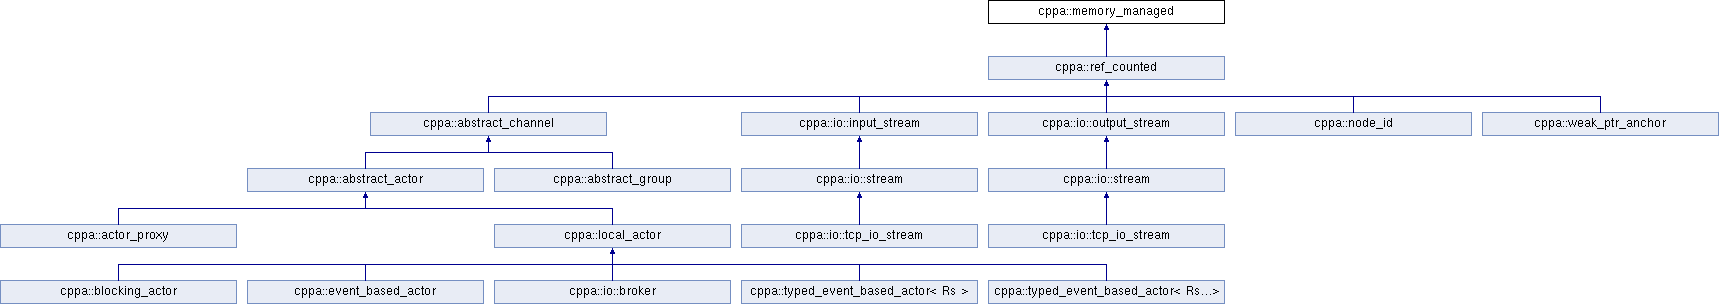 cppa::memory_managed
cppa::ref_counted
cppa::abstract_channel
cppa::io::input_stream
cppa::io::output_stream
cppa::node_id
cppa::weak_ptr_anchor
cppa::abstract_actor
cppa::abstract_group
cppa::io::stream
cppa::io::stream
cppa::actor_proxy
cppa::local_actor
cppa::io::tcp_io_stream
cppa::io::tcp_io_stream
cppa::blocking_actor
cppa::event_based_actor
cppa::io::broker
cppa::typed_event_based_actor< Rs >
cppa::typed_event_based_actor< Rs...>